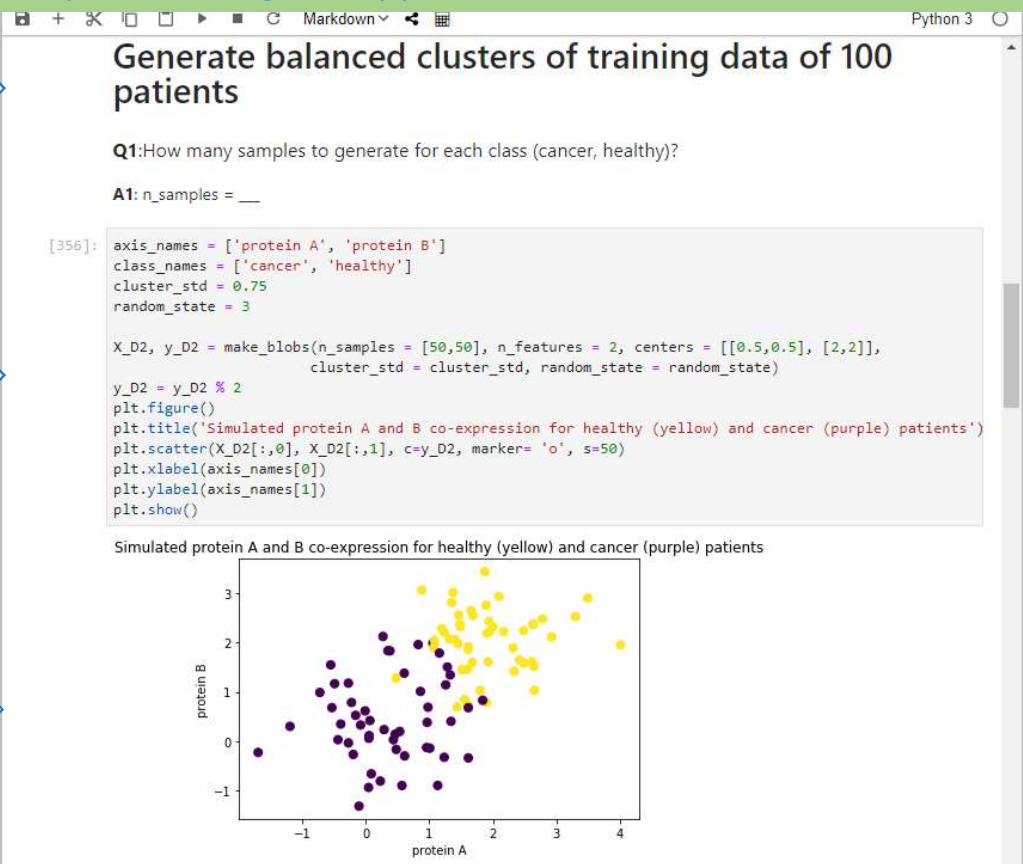 Markdown Python 3
Generate balanced clusters of training data of 100
patients
Q1:How many samples to generate for each class (cancer, healthy)?
A1: n_samples = ___
[356]: axis_names = ['protein A', 'protein B']
class_names = ['cancer', 'healthy']
cluster_std = 0.75
random_state = 3
X_D2, y_D2 = make_blobs(n_samples = [50,50], n_features = 2, centers = [[0.5,0.5], [2,2]],
cluster_std = cluster_std, random_state = random_state)
y_D2 = y_D2 % 2
plt.figure()
plt.title('Simulated protein A and B co-expression for healthy (yellow) and cancer (purple) patients')
plt.scatter(X_D2[:,0], X_D2[:,1], c=y_D2, marker= 'o', s=50)
plt.xlabel(axis_names[0])
plt.ylabel(axis_names[1])
plt.show()
Simulated protein A and B co-expression for healthy (yellow) and cancer (purple) patients
3
2
1
0
−1
protein B
−1 0 1 2 3 4
protein A